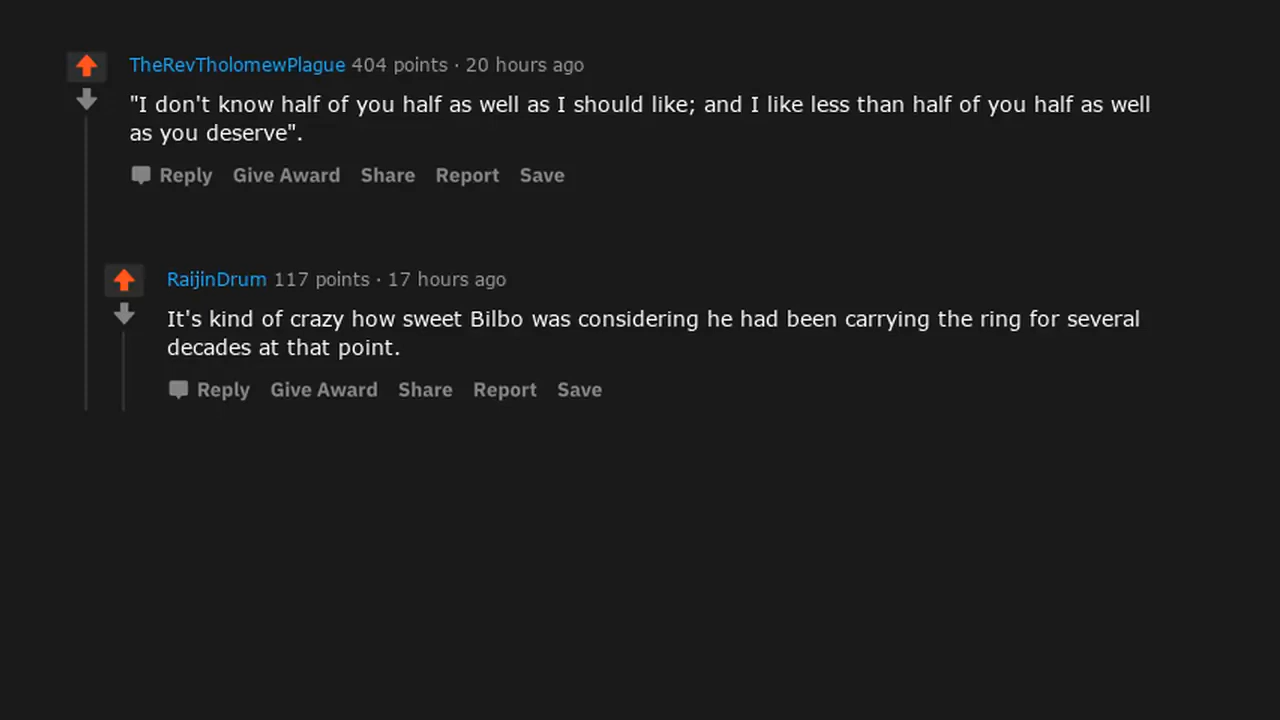 TheRevTholomewPlague 404 points · 20 hours ago
"I don't know half of you half as well as I should like; and I like less than half of you half as well
as you deserve".
Reply Give Award Share Report Save
RaijinDrum 117 points · 17 hours ago
It's kind of crazy how sweet Bilbo was considering he had been carrying the ring for several
decades at that point.
Reply Give Award Share Report Save